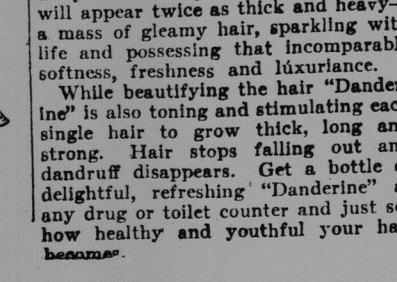 will appear twice as thick and heavy—
a mass of gleamy hair, sparkling wit
life and possessing that incomparabl
softness, freshness and lúxuriance.
While beautifying the hair "Dander
ine" is also toning and stimulating eac
single hair to grow thick, long an
strong. Hair stops falling out an
dandruff disappears. Get a bottle
delightful, refreshing "Danderine"
any drug or toilet counter and just s
how healthy and youthful your ha
becomes.